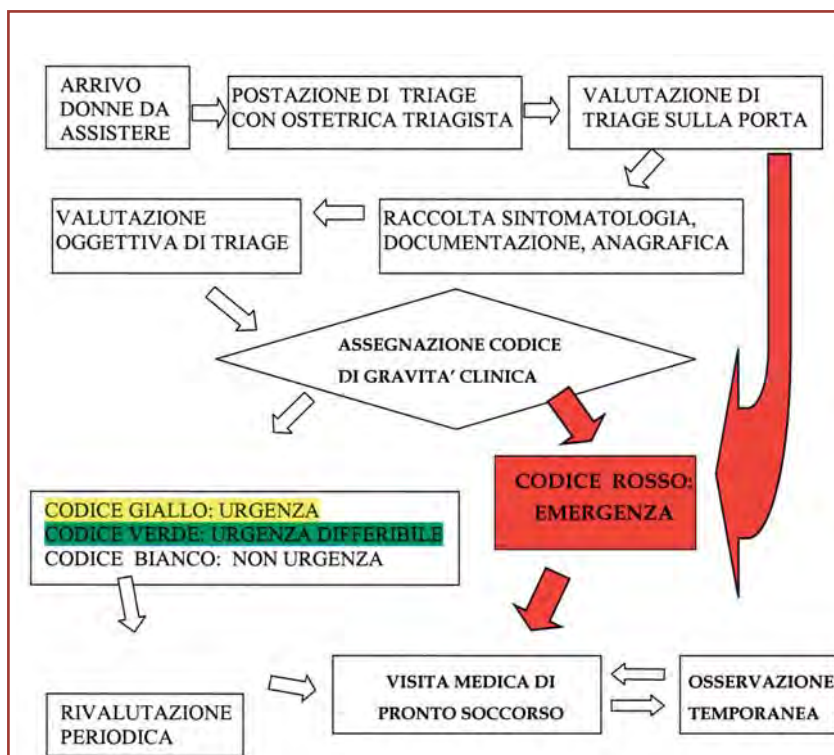 ARRIVO
DONNE DA
ASSISTERE
POSTAZIONE DI TRIAGE
CON OSTETRICA TRIAGISTA
VALUTAZIONE DI
TRIAGE SULLA PORTA
VALUTAZIONE
OGGETTIVA DI TRIAGE
RACCOLTA SINTOMATOLOGIA,
DOCUMENTAZIONE, ANAGRAFICA
ASSEGNAZIONE CODICE
DI GRAVITA' CLINICA
CODICE ROSSO:
EMERGENZA
CODICE GIALLO: URGENZA
CODICE VERDE: URGENZA DIFFERIBILE
CODICE BIANCO: NON URGENZA
RIVALUTAZIONE
PERIODICA
VISITA MEDICA DI
PRONTO SOCCORSO
OSSERVAZIONE
TEMPORANEA